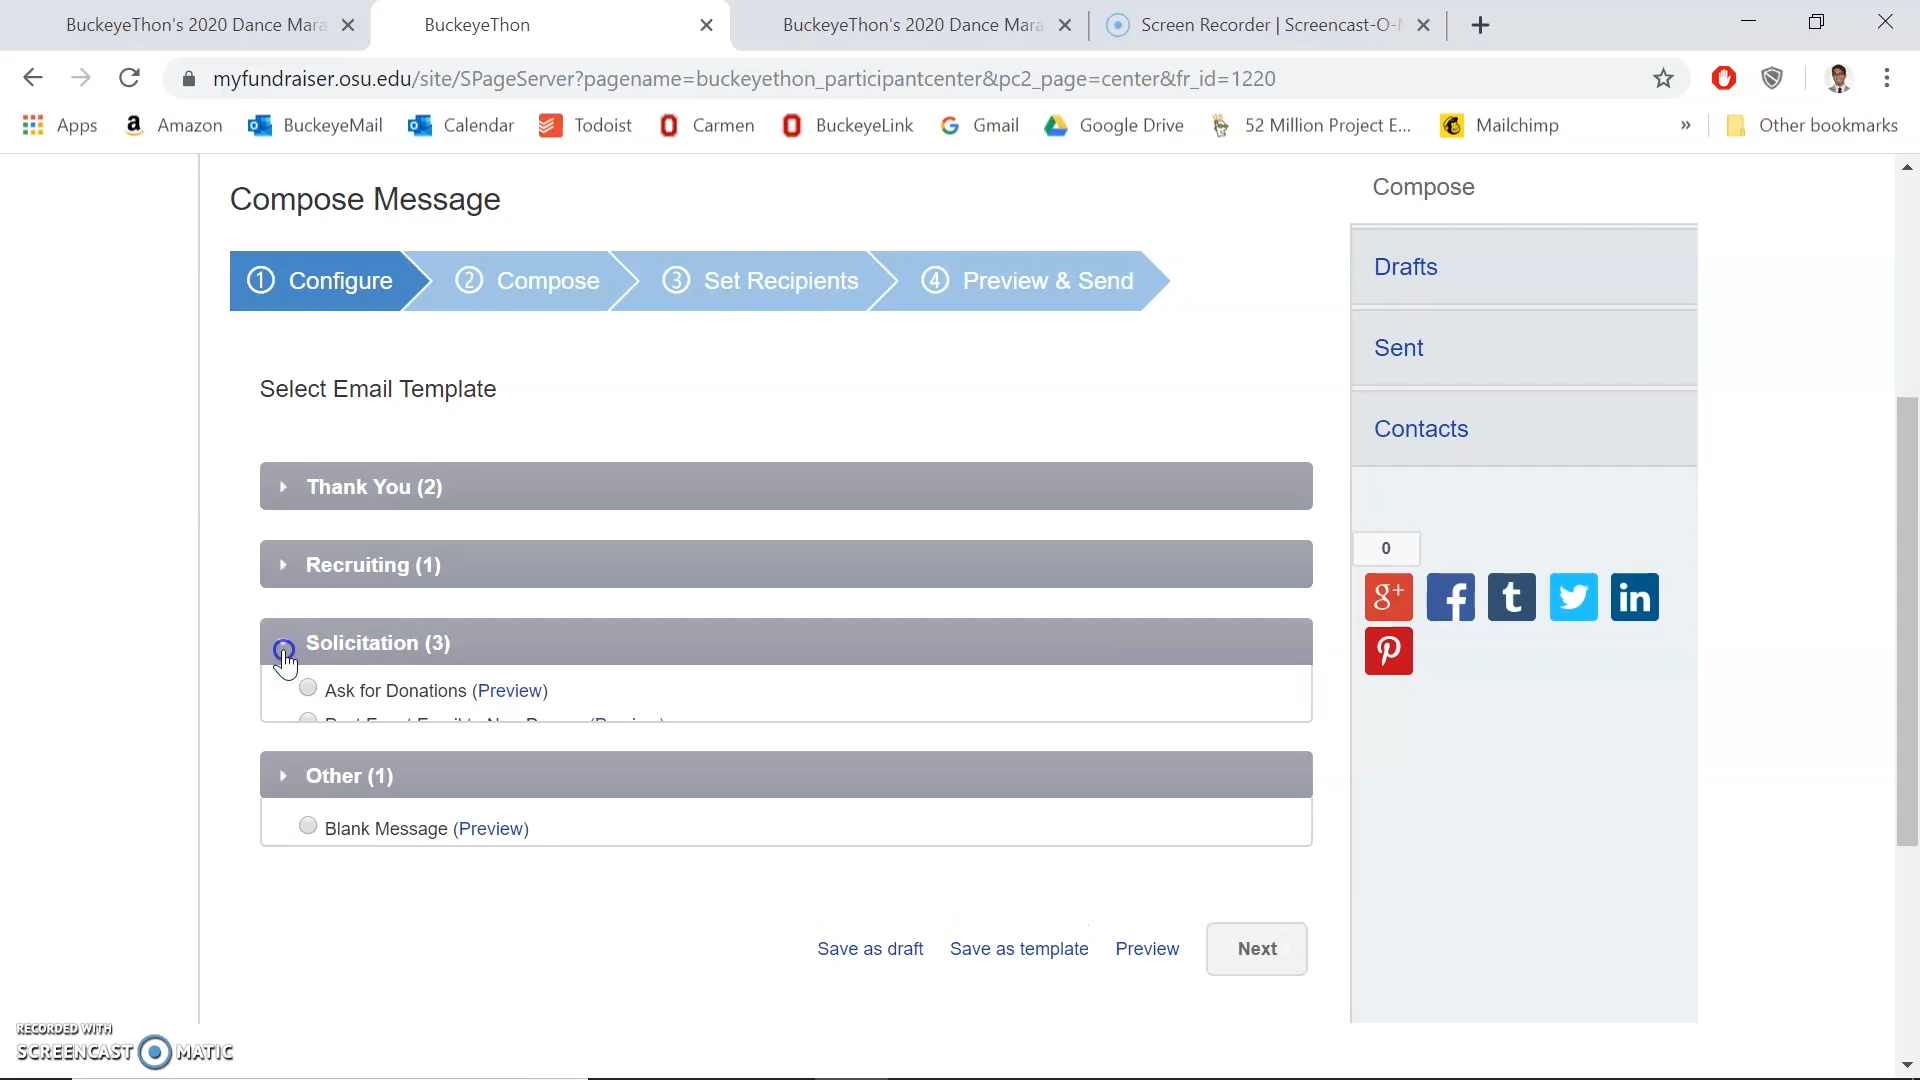 BuckeyeThon's 2020 Dance Mara
BuckeyeThon
BuckeyeThon's 2020 Dance Mara
Screen Recorder | Screencast-O-
myfundraiser.osu.edu/site/SPageServer?pagename=buckeyethon_participantcenter&pc2_page=center&fr_id=1220
Apps
Amazon
BuckeyeMail
Calendar
Todoist
Carmen
BuckeyeLink
Gmail
Google Drive
52 Million Project E...
Mailchimp
»
Other bookmarks
Compose Message
1 Configure
2 Compose
3 Set Recipients
4 Preview & Send
Select Email Template
Thank You (2)
Recruiting (1)
Solicitation (3)
Ask for Donations (Preview)
Other (1)
Blank Message (Preview)
Save as draft
Save as template
Preview
Next
Compose
Drafts
Sent
Contacts
0
g+
f
t
in
RECORDED WITH
SCREENCAST MATIC